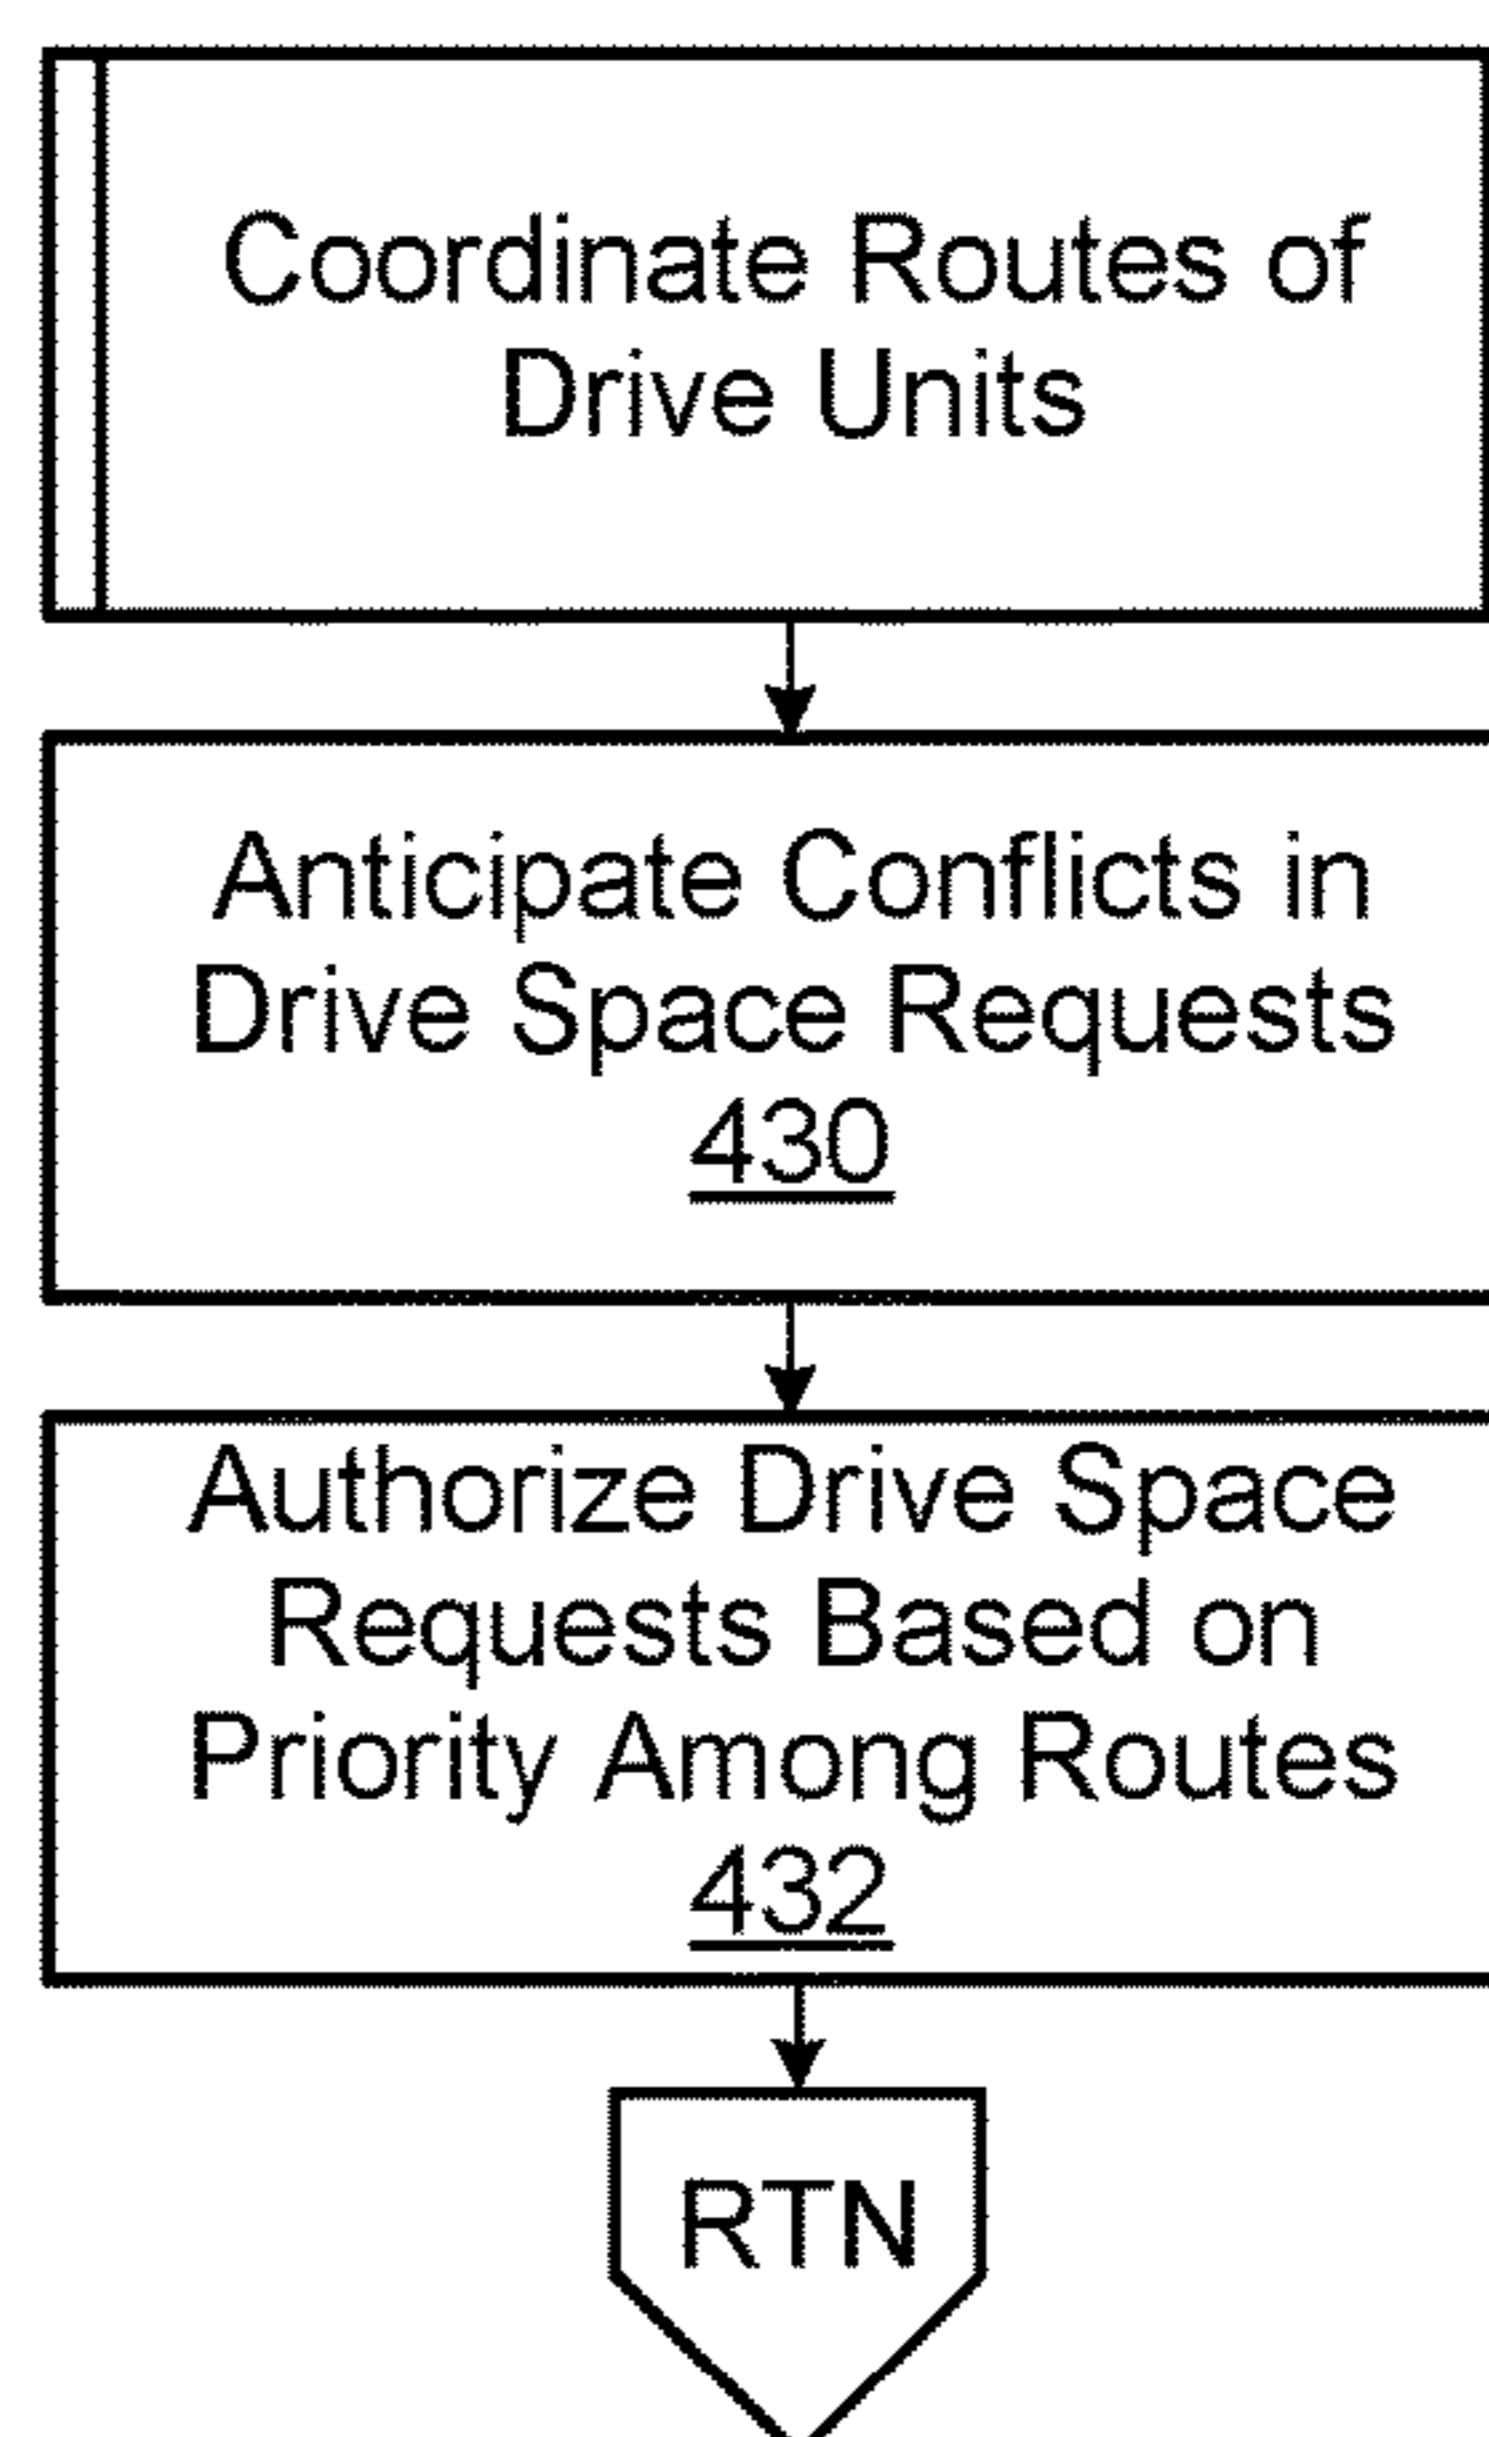 Coordinate Routes of
Drive Units
Anticipate Conflicts in
Drive Space Requests
430
Authorize Drive Space
Requests Based on
Priority Among Routes
432
RTN